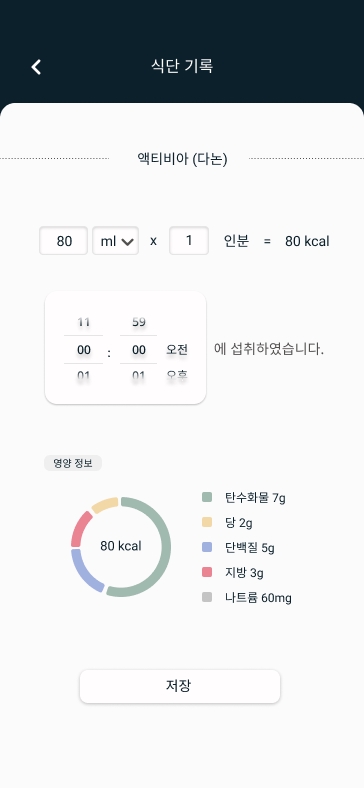 식단 기록
액티비아 (다논)
80 ml x 1 인분 = 80 kcal
11 59
00 : 00 오전
01 01 오후
에 섭취하였습니다.
영양 정보
80 kcal
탄수화물 7g
당 2g
단백질 5g
지방 3g
나트륨 60mg
저장